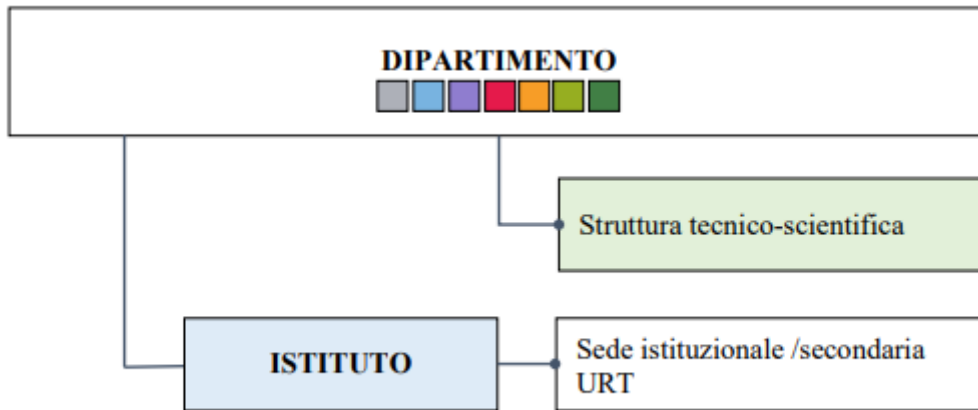 DIPARTIMENTO
Struttura tecnico-scientifica
ISTITUTO
Sede istituzionale /secondaria
URT